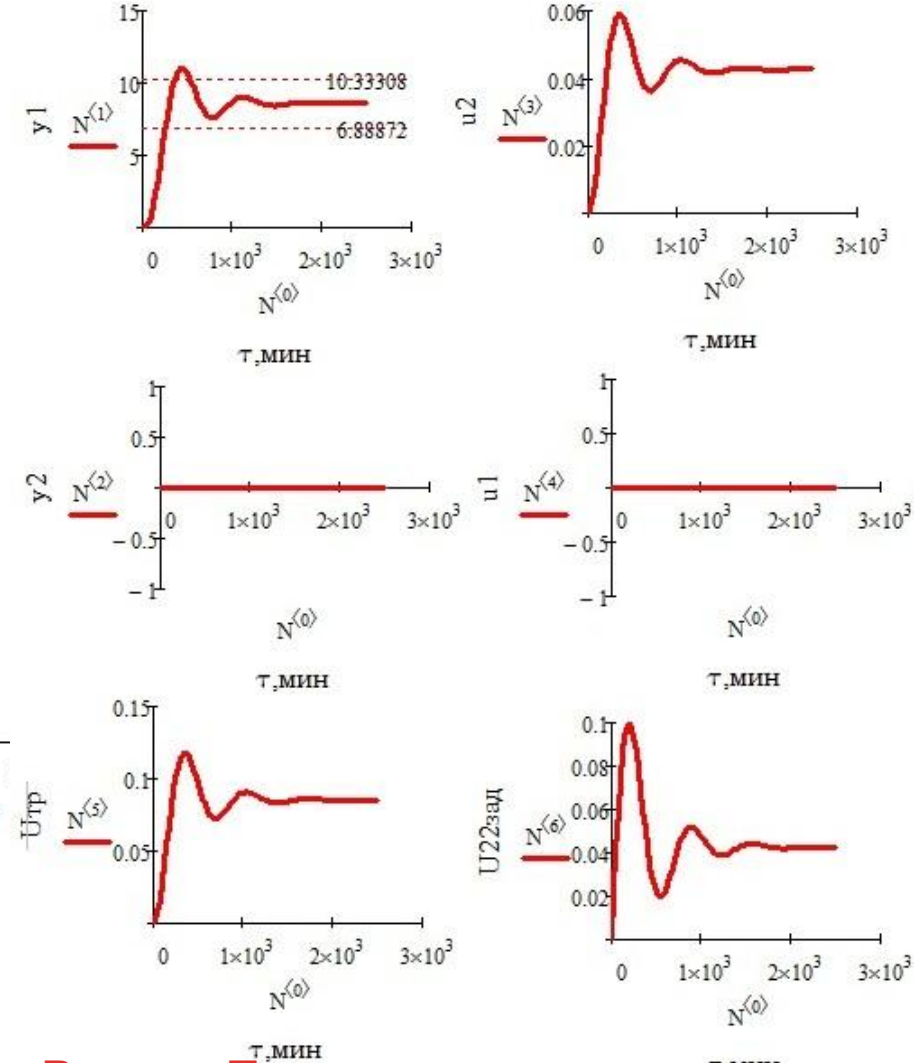 15
10
5
y1
N⟨1⟩
10.33308
6.88872
0
1×10³
2×10³
3×10³
N⟨0⟩
τ,мин
0.06
0.04
0.02
u2
N⟨3⟩
0
1×10³
2×10³
3×10³
N⟨0⟩
τ,мин
1
0.5
y2
N⟨2⟩
0
1×10³
2×10³
3×10³
−0.5
−1
N⟨0⟩
τ,мин
1
0.5
u1
N⟨4⟩
0
1×10³
2×10³
3×10³
−0.5
−1
N⟨0⟩
τ,мин
0.15
0.1
0.05
Uтр
N⟨5⟩
0
1×10³
2×10³
3×10³
N⟨0⟩
τ,мин
0.1
0.08
0.06
0.04
0.02
U22зад
N⟨6⟩
0
1×10³
2×10³
3×10³
N⟨0⟩